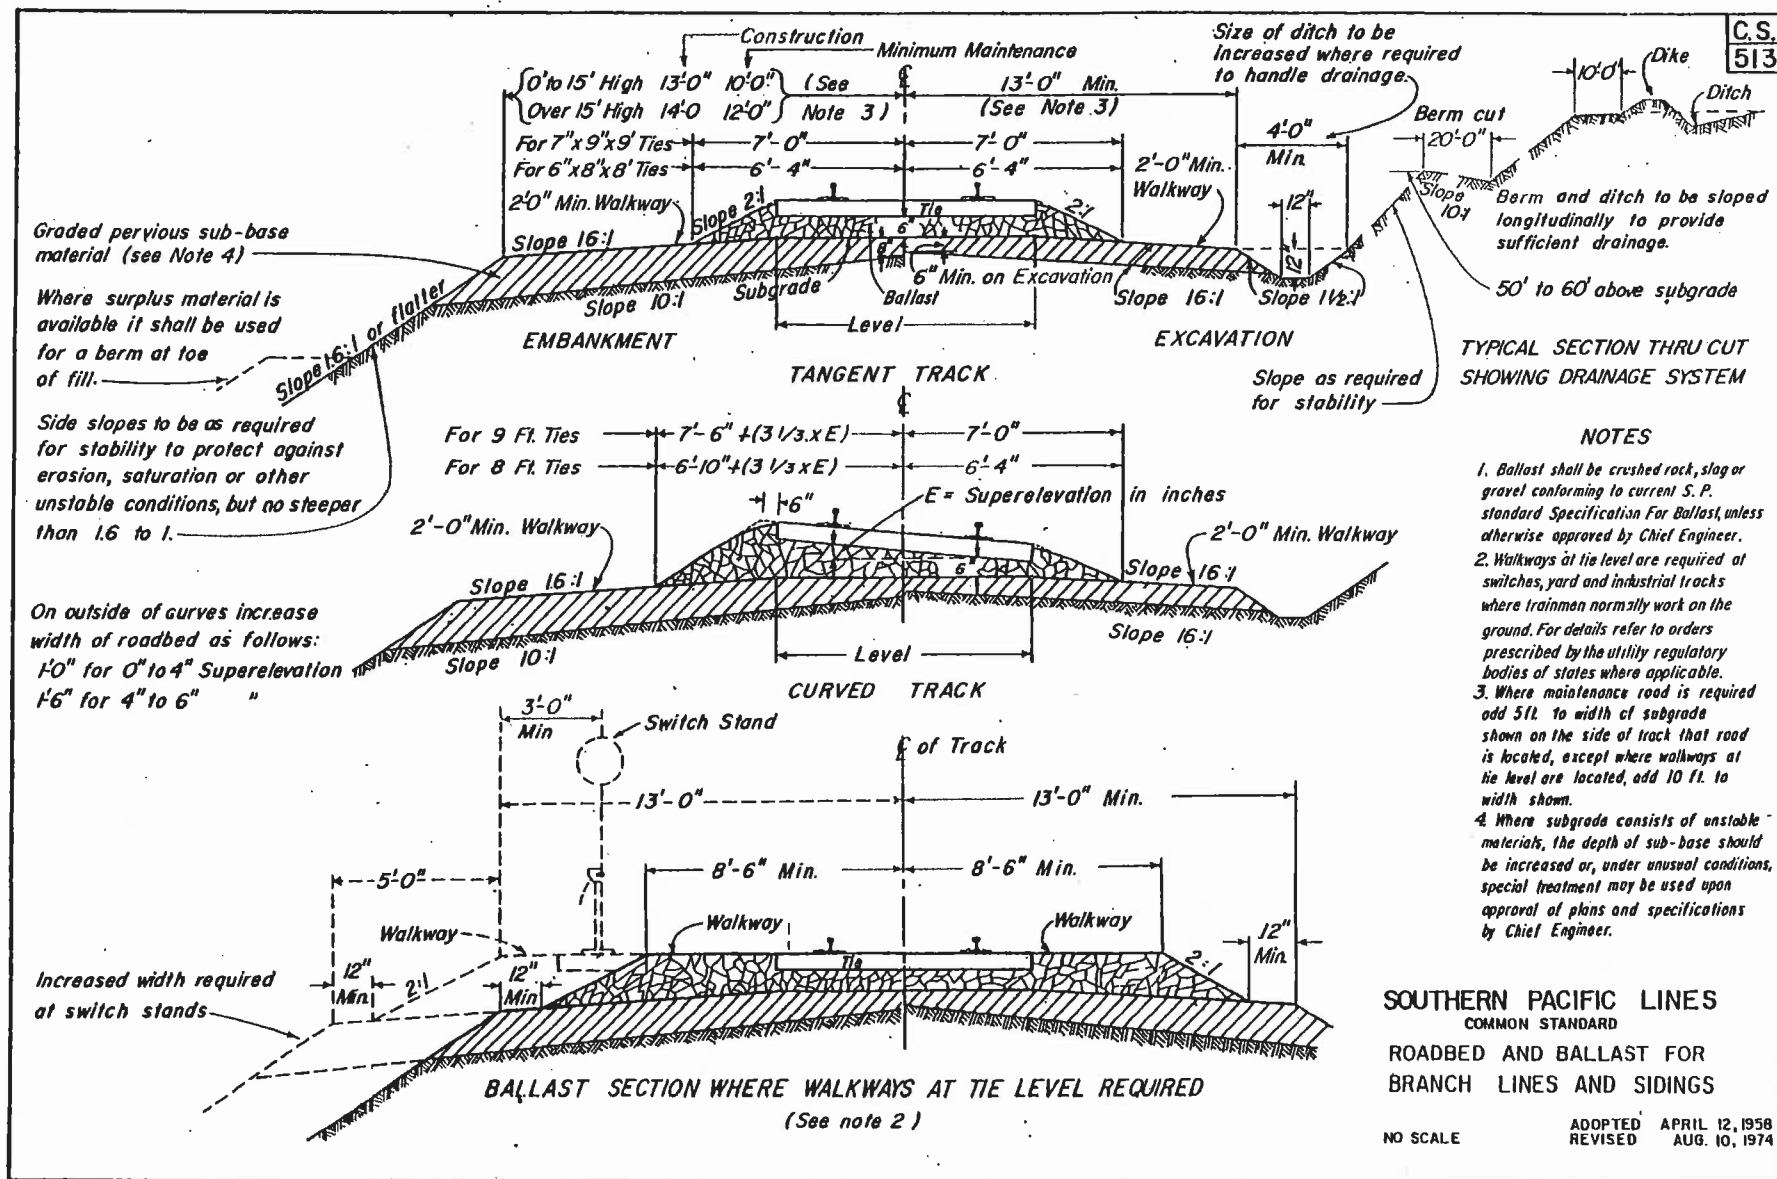 C.S.
513
Construction
Minimum Maintenance
0' to 15' High 13'-0" 10'-0"
Over 15' High 14'-0 12'-0"
(See
Note 3)
℄
13'-0" Min.
(See Note 3)
Size of ditch to be
Increased where required
to handle drainage.
For 7"x9"x9' Ties
7'-0"
7'-0"
For 6"x8"x8' Ties
6'-4"
6'-4"
4'-0"
Min.
10'-0"
Dike
Ditch
Berm cut
20'-0"
2'-0" Min. Walkway
Slope 2:1
2:1
2'-0" Min.
Walkway
Tie
6"
8"
12"
12"
Slope
10:1
Berm and ditch to be sloped
longitudinally to provide
sufficient drainage.
50' to 60' above subgrade
Graded pervious sub-base
material (see Note 4)
Slope 16:1
Slope 10:1
Subgrade
Ballast
6" Min. on Excavation
Slope 16:1
Slope 1½:1
Level
EMBANKMENT
EXCAVATION
TANGENT TRACK
Where surplus material is
available it shall be used
for a berm at toe
of fill.
Slope 1.6:1 or flatter
Slope as required
for stability
TYPICAL SECTION THRU CUT
SHOWING DRAINAGE SYSTEM
Side slopes to be as required
for stability to protect against
erosion, saturation or other
unstable conditions, but no steeper
than 1.6 to 1.
℄
For 9 Ft. Ties
7'-6" +(3 1/3 x E)
7'-0"
For 8 Ft. Ties
6'-10"+(3 1/3 x E)
6'-4"
6"
E = Superelevation in inches
2'-0" Min. Walkway
2'-0" Min. Walkway
6"
Slope 16:1
Slope 16:1
Slope 10:1
Slope 16:1
Level
CURVED TRACK
On outside of curves increase
width of roadbed as follows:
1'-0" for 0" to 4" Superelevation
1'-6" for 4" to 6" "
NOTES
1. Ballast shall be crushed rock, slag or
gravel conforming to current S. P.
standard Specification For Ballast, unless
otherwise approved by Chief Engineer.
2. Walkways at tie level are required at
switches, yard and industrial tracks
where trainmen normally work on the
ground. For details refer to orders
prescribed by the utility regulatory
bodies of states where applicable.
3. Where maintenance road is required
add 5 ft. to width of subgrade
shown on the side of track that road
is located, except where walkways at
tie level are located, add 10 ft. to
width shown.
4. Where subgrade consists of unstable
materials, the depth of sub-base should
be increased or, under unusual conditions,
special treatment may be used upon
approval of plans and specifications
by Chief Engineer.
3'-0"
Min
Switch Stand
℄ of Track
13'-0"
13'-0" Min.
5'-0"
8'-6" Min.
8'-6" Min.
Walkway
Walkway
Walkway
Tie
2:1
12"
Min
12"
Min
2:1
12"
Min.
Increased width required
at switch stands
BALLAST SECTION WHERE WALKWAYS AT TIE LEVEL REQUIRED
(See note 2)
SOUTHERN PACIFIC LINES
COMMON STANDARD
ROADBED AND BALLAST FOR
BRANCH LINES AND SIDINGS
NO SCALE
ADOPTED APRIL 12, 1958
REVISED AUG. 10, 1974